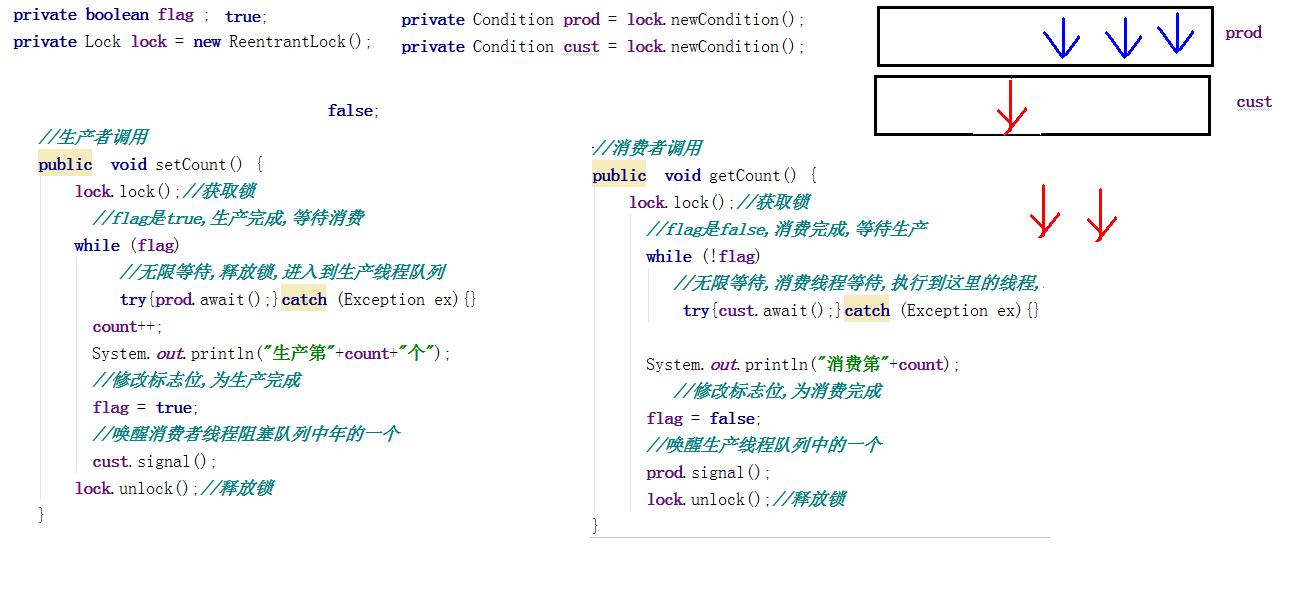 private boolean flag ; true;
private Lock lock = new ReentrantLock();
private Condition prod = lock.newCondition();
private Condition cust = lock.newCondition();
prod
cust
false;
//生产者调用
public void setCount() {
lock.lock();//获取锁
//flag是true,生产完成,等待消费
while (flag)
//无限等待,释放锁,进入到生产线程队列
try{prod.await();}catch (Exception ex){}
count++;
System.out.println("生产第"+count+"个");
//修改标志位,为生产完成
flag = true;
//唤醒消费者线程阻塞队列中年的一个
cust.signal();
lock.unlock();//释放锁
}
//消费者调用
public void getCount() {
lock.lock();//获取锁
//flag是false,消费完成,等待生产
while (!flag)
//无限等待,消费线程等待,执行到这里的线程,
try{cust.await();}catch (Exception ex){}
System.out.println("消费第"+count);
//修改标志位,为消费完成
flag = false;
//唤醒生产线程队列中的一个
prod.signal();
lock.unlock();//释放锁
}